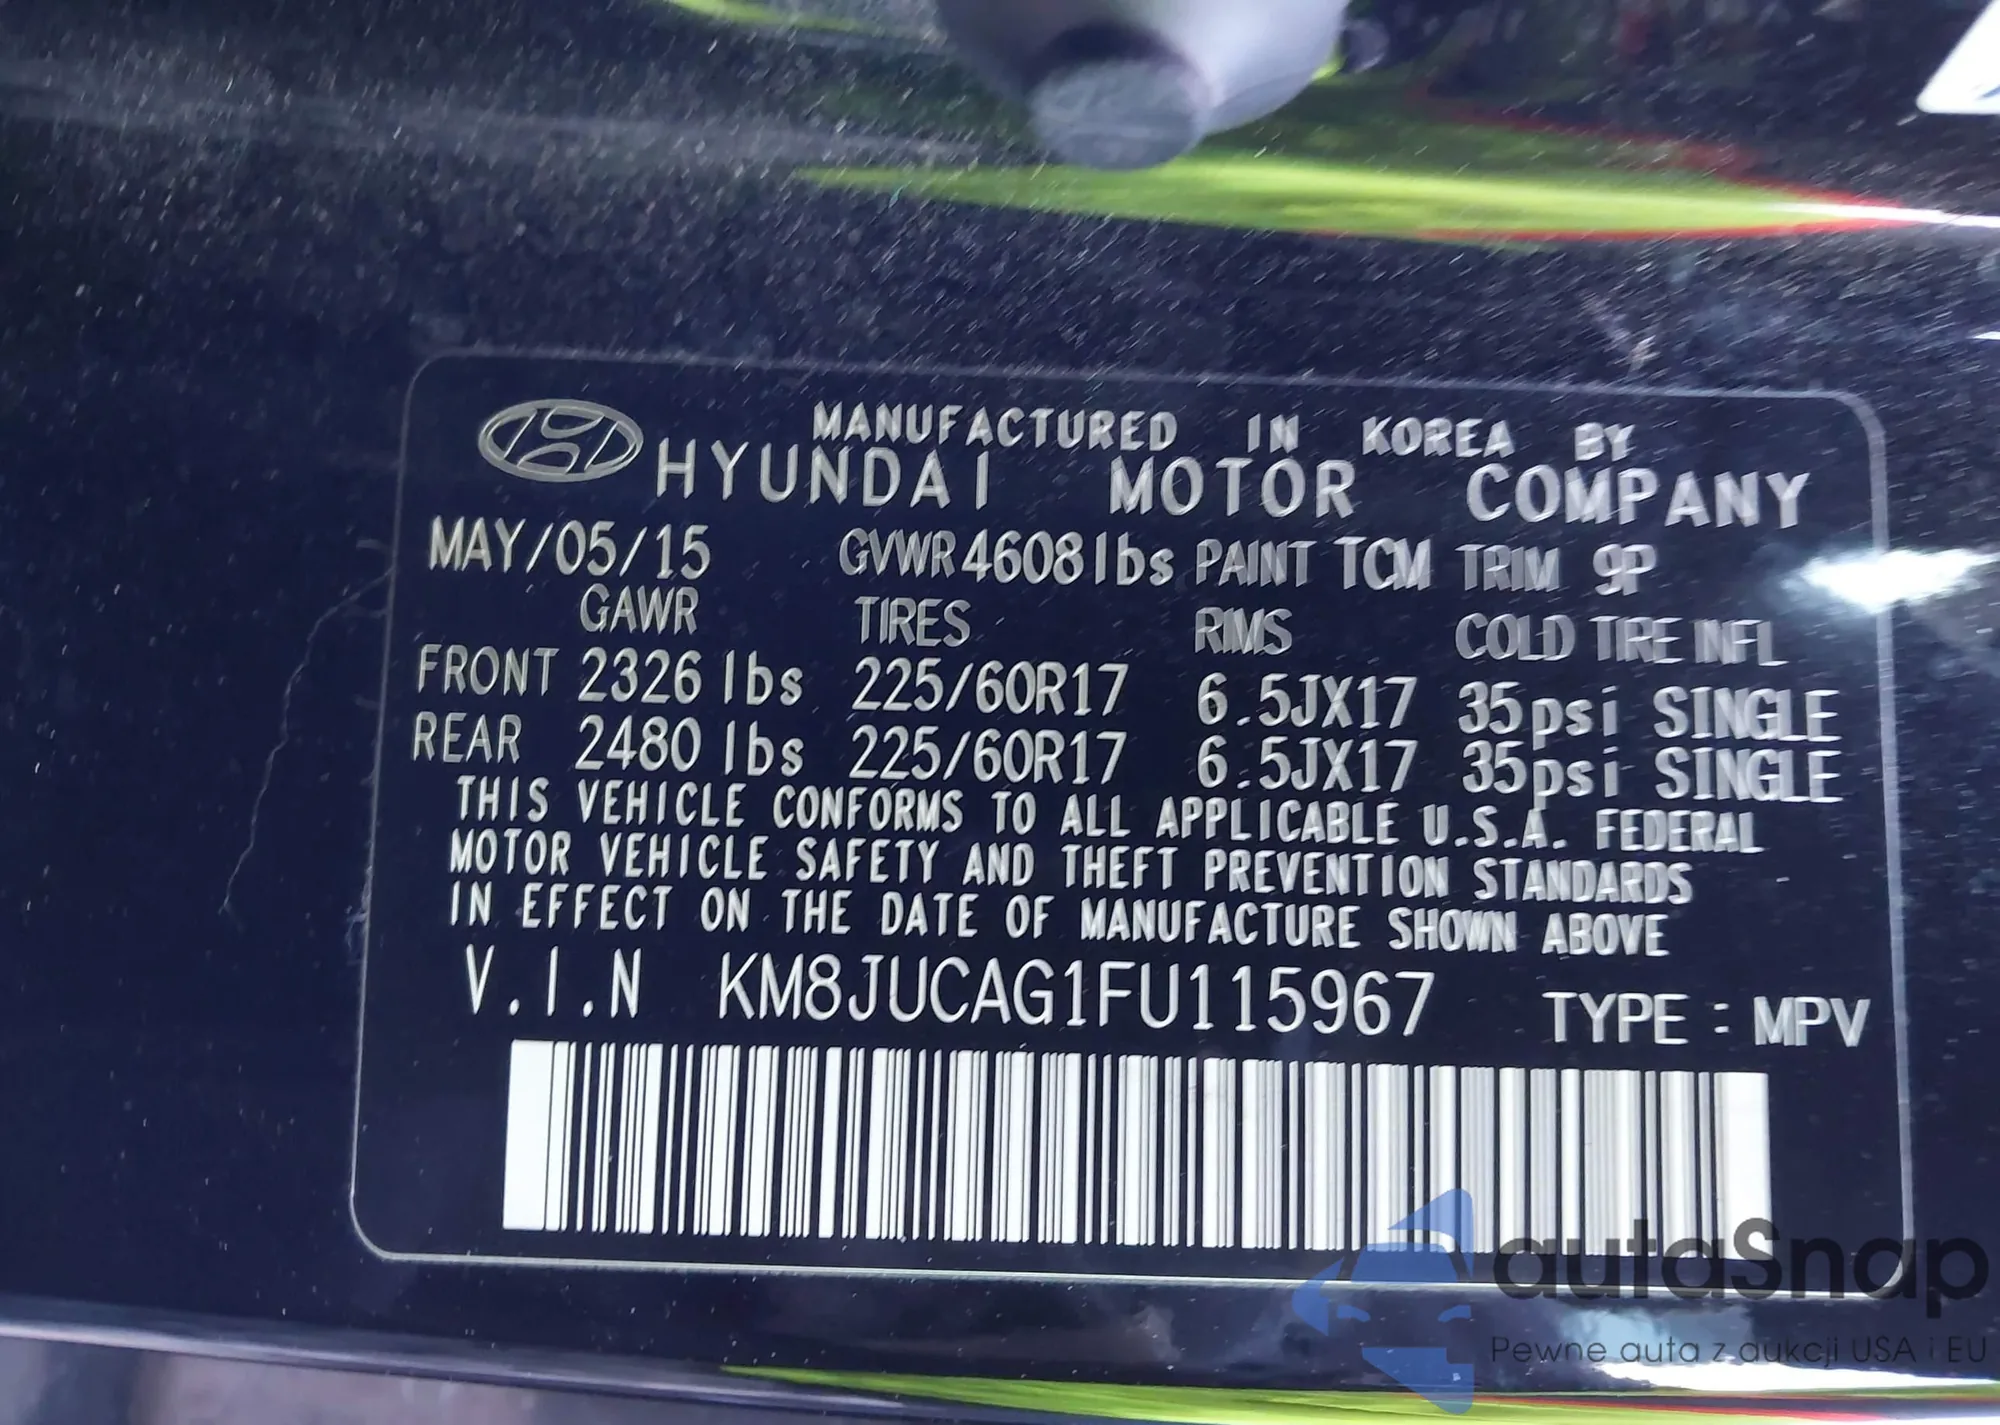 MANUFACTURED IN KOREA BY
HYUNDAI MOTOR COMPANY
MAY/05/15 GVWR 4608lbs PAINT TCM TRIM 9P
GAWR TIRES RIMS COLD TIRE INFL
FRONT 2326 lbs 225/60R17 6.5JX17 35psi SINGLE
REAR 2480 lbs 225/60R17 6.5JX17 35psi SINGLE
THIS VEHICLE CONFORMS TO ALL APPLICABLE U.S.A. FEDERAL
MOTOR VEHICLE SAFETY AND THEFT PREVENTION STANDARDS
IN EFFECT ON THE DATE OF MANUFACTURE SHOWN ABOVE
V.I.N KM8JUCAG1FU115967 TYPE : MPV
autaSnap
Pewne auta z aukcji USA i EU